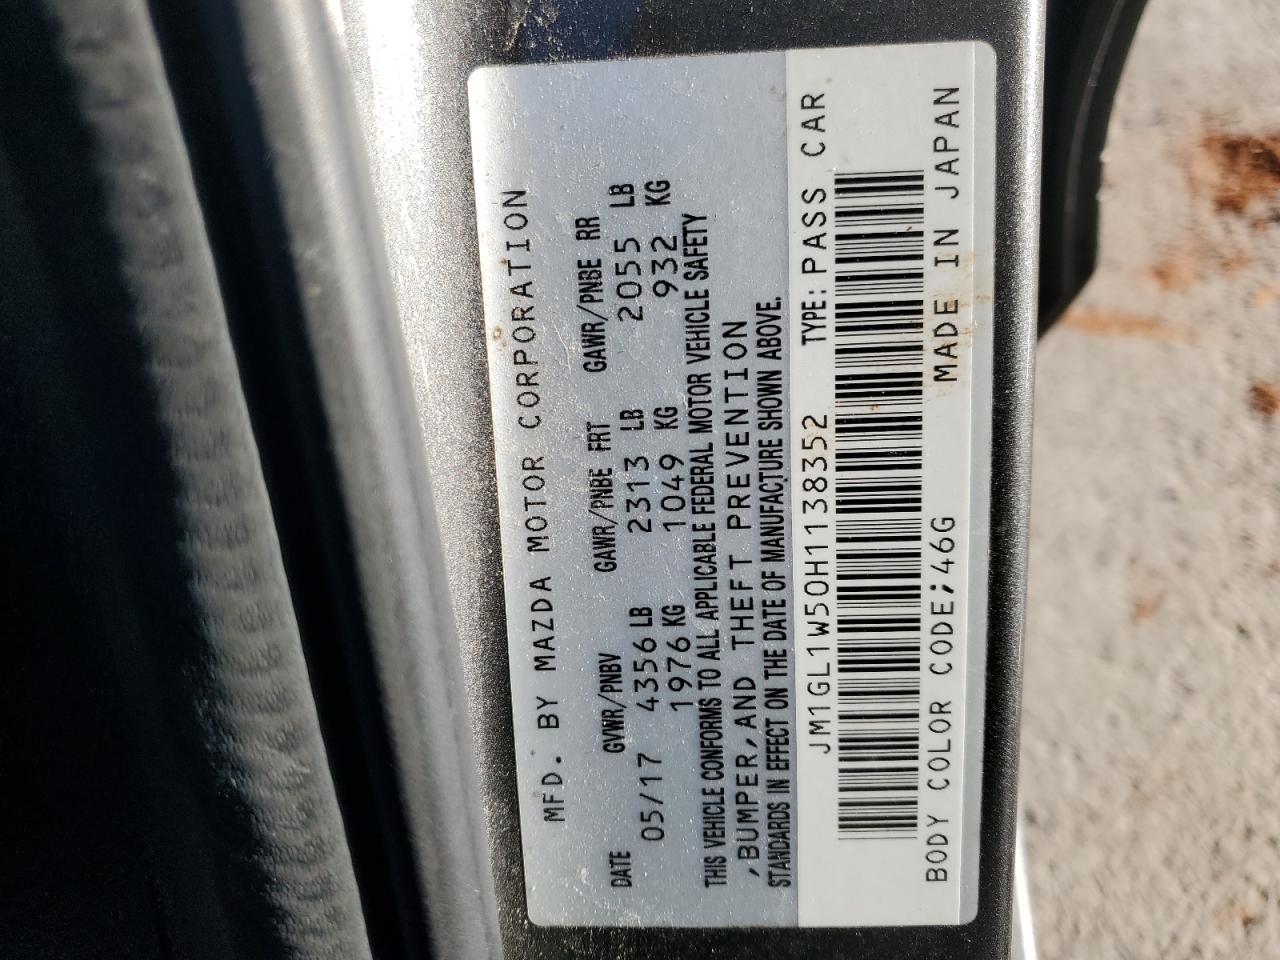 MFD. BY MAZDA MOTOR CORPORATION
DATE GVWR/PNBV GAWR/PNBE FRT GAWR/PNBE RR
05/17 4356 LB 2313 LB 2055 LB
1976 KG 1049 KG 932 KG
THIS VEHICLE CONFORMS TO ALL APPLICABLE FEDERAL MOTOR VEHICLE SAFETY
,BUMPER,AND THEFT PREVENTION
STANDARDS IN EFFECT ON THE DATE OF MANUFACTURE SHOWN ABOVE.
JM1GL1W50H1138352 TYPE: PASS CAR
BODY COLOR CODE;46G MADE IN JAPAN